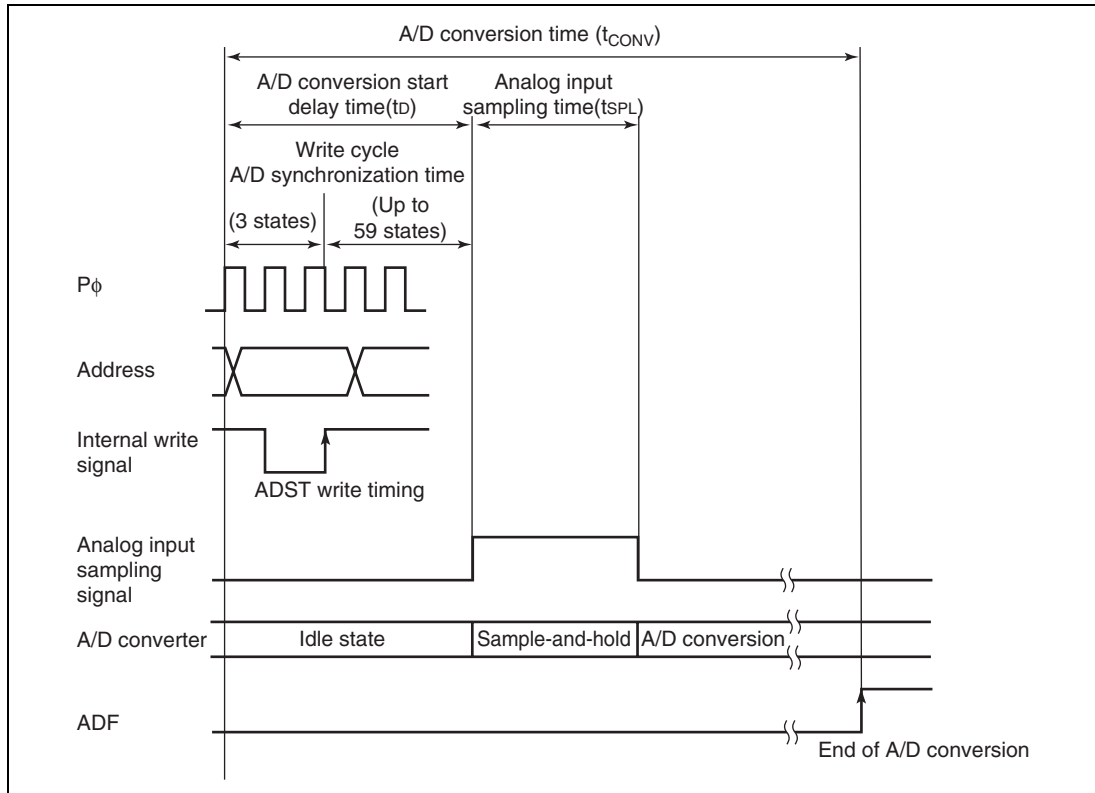 A/D conversion time (tCONV)
A/D conversion start
delay time(tD)
Analog input
sampling time(tSPL)
Write cycle
A/D synchronization time
(3 states)
(Up to
59 states)
Pϕ
Address
Internal write
signal
ADST write timing
Analog input
sampling
signal
A/D converter
Idle state
Sample-and-hold
A/D conversion
ADF
End of A/D conversion